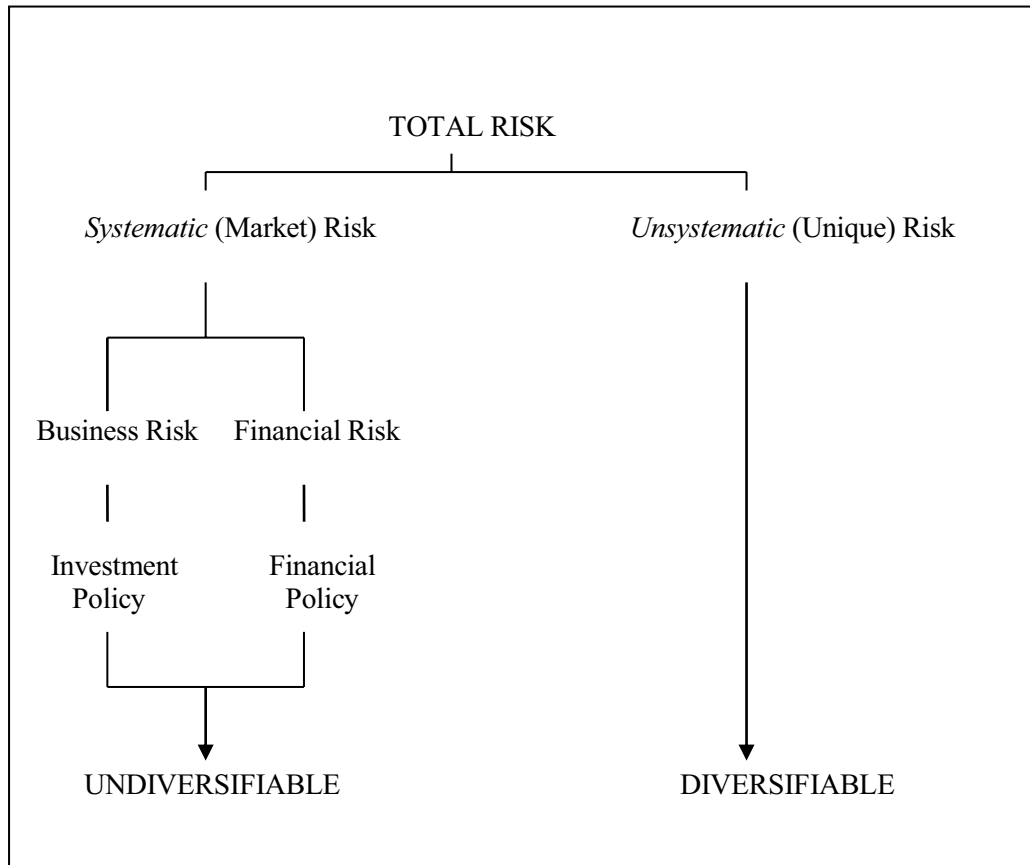 TOTAL RISK
Systematic (Market) Risk
Unsystematic (Unique) Risk
Business Risk
Financial Risk
Investment
Policy
Financial
Policy
UNDIVERSIFIABLE
DIVERSIFIABLE